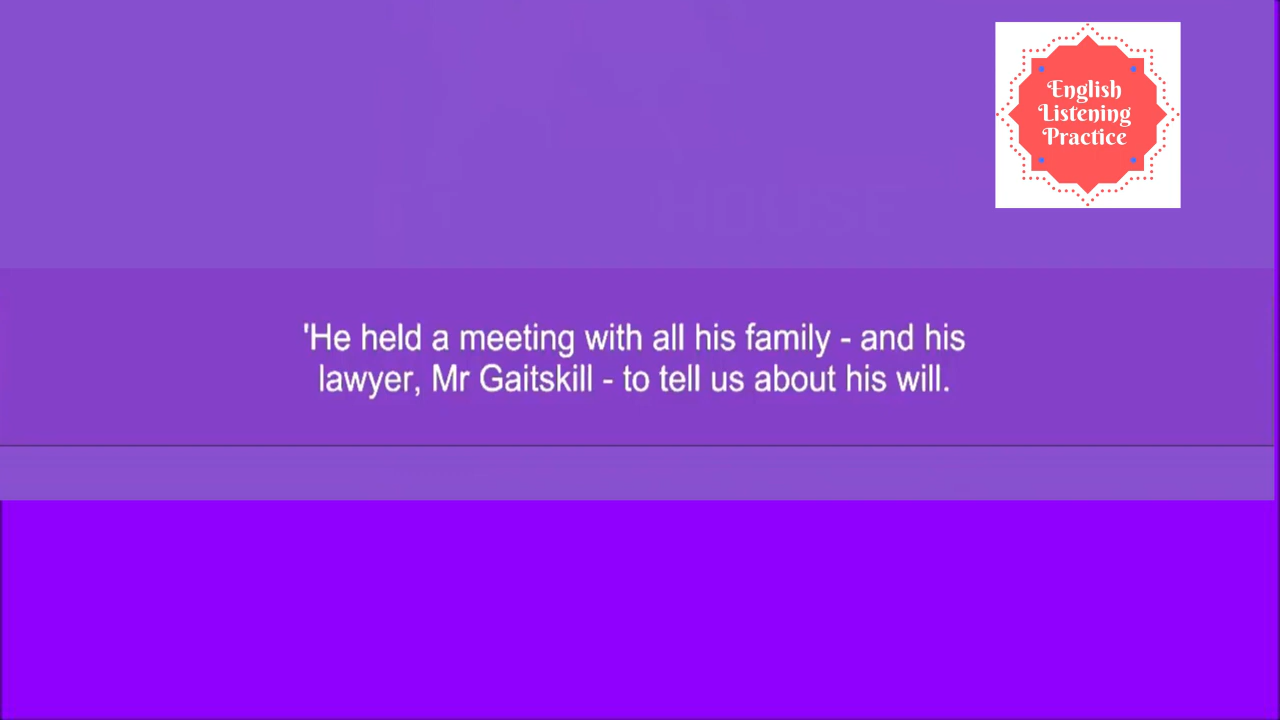 English
Listening
Practice
HOUSE
'He held a meeting with all his family - and his
lawyer, Mr Gaitskill - to tell us about his will.